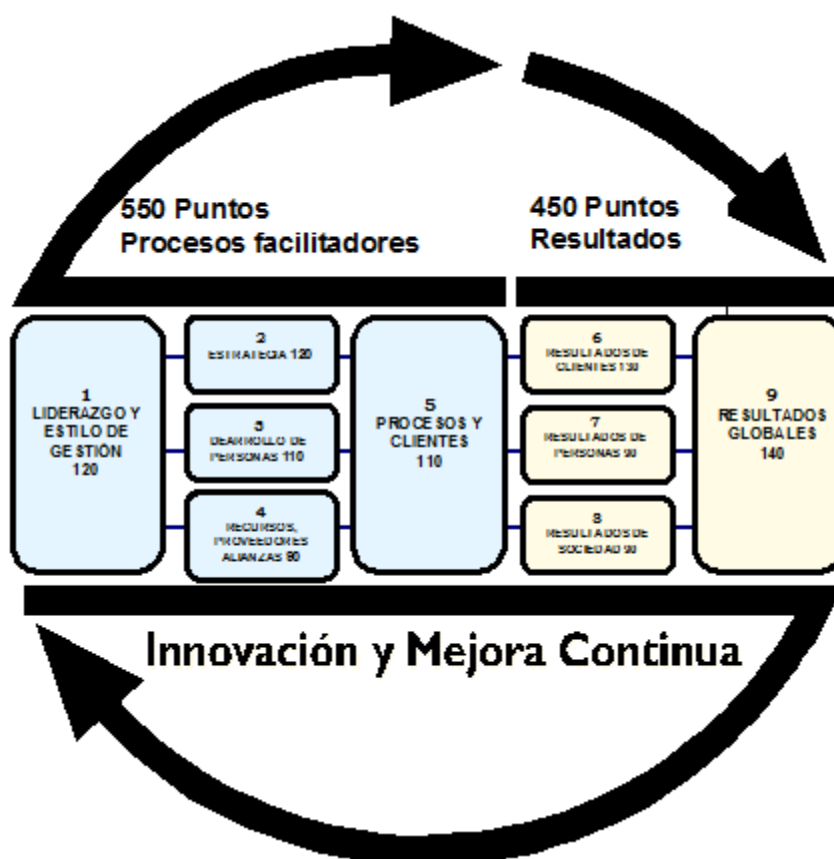 550 Puntos
Procesos facilitadores
450 Puntos
Resultados
1
LIDERAZGO Y
ESTILO DE
GESTIÓN
120
2
ESTRATEGIA 120
3
DEARROLLO DE
PERSONAS 110
4
RECURSOS,
PROVEEDORES
ALIANZAS 90
5
PROCESOS Y
CLIENTES
110
6
RESULTADOS DE
CLIENTES 130
7
RESULTADOS DE
PERSONAS 90
8
RESULTADOS DE
SOCIEDAD 90
9
RESULTADOS
GLOBALES
140
Innovación y Mejora Continua